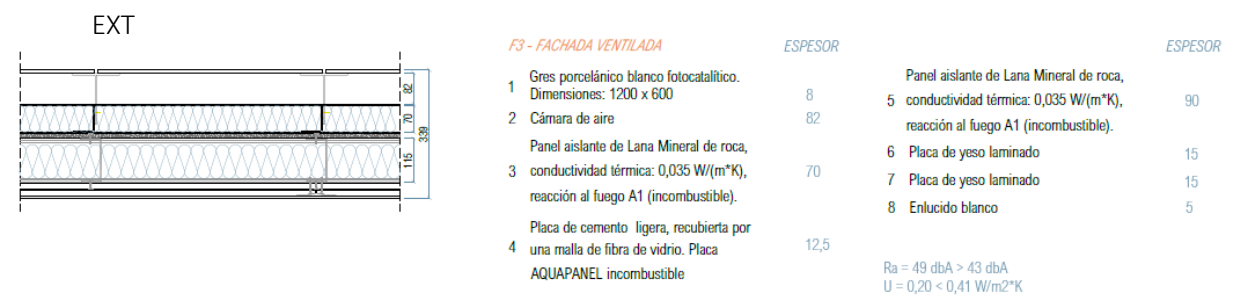 EXT
82
70
115
339
F3 - FACHADA VENTILADA ESPESOR
1 Gres porcelánico blanco fotocatalítico.
Dimensiones: 1200 x 600 8
2 Cámara de aire 82
Panel aislante de Lana Mineral de roca,
3 conductividad térmica: 0,035 W/(m*K), 70
reacción al fuego A1 (incombustible).
Placa de cemento ligera, recubierta por
4 una malla de fibra de vidrio. Placa 12,5
AQUAPANEL incombustible
ESPESOR
Panel aislante de Lana Mineral de roca,
5 conductividad térmica: 0,035 W/(m*K), 90
reacción al fuego A1 (incombustible).
6 Placa de yeso laminado 15
7 Placa de yeso laminado 15
8 Enlucido blanco 5
Ra = 49 dbA > 43 dbA
U = 0,20 < 0,41 W/m2*K